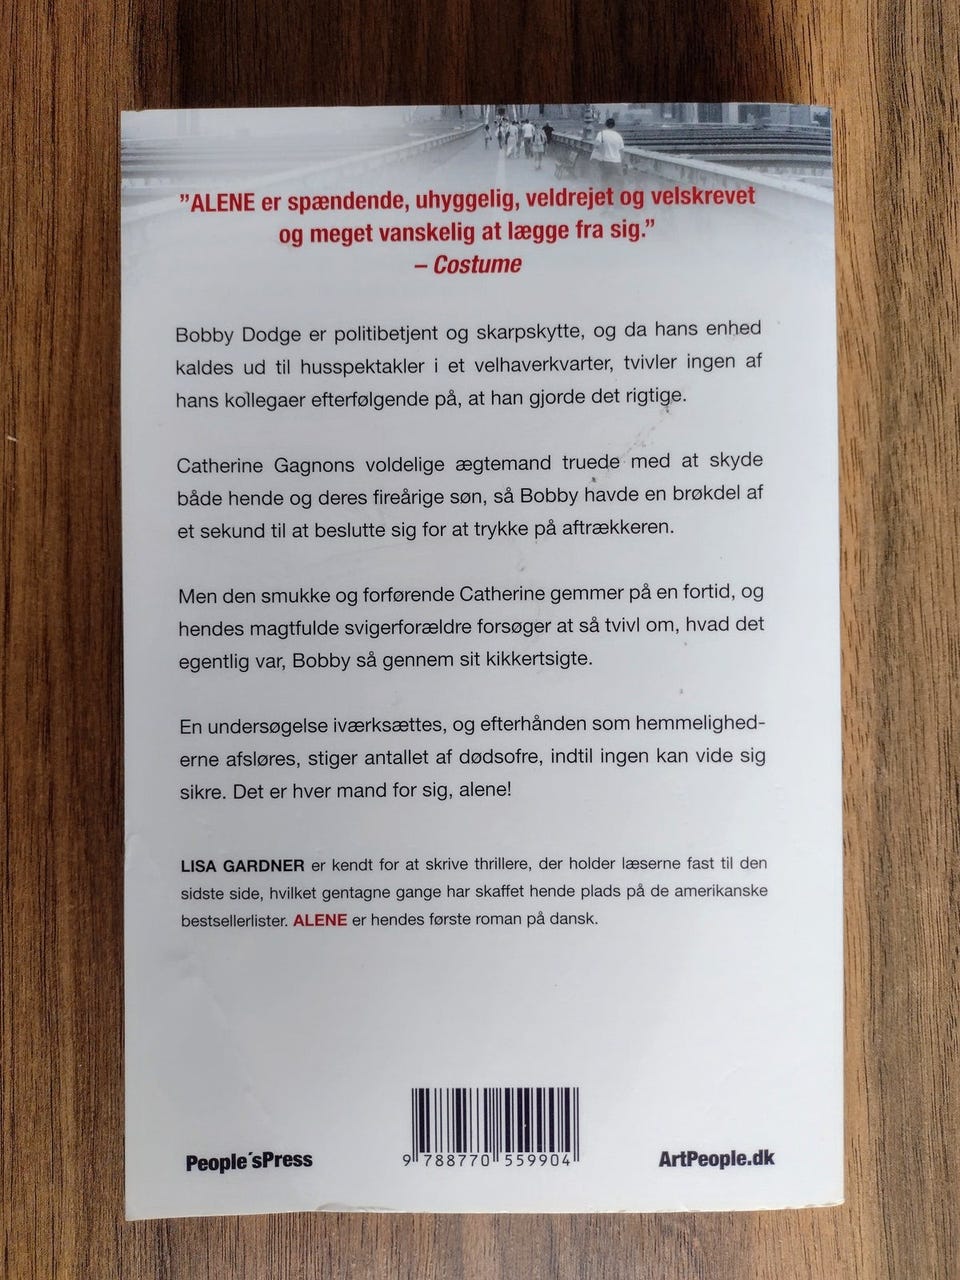 ”ALENE er spændende, uhyggelig, veldrejet og velskrevet
og meget vanskelig at lægge fra sig.”
– Costume
Bobby Dodge er politibetjent og skarpskytte, og da hans enhed
kaldes ud til husspektakler i et velhaverkvarter, tvivler ingen af
hans kollegaer efterfølgende på, at han gjorde det rigtige.
Catherine Gagnons voldelige ægtemand truede med at skyde
både hende og deres fireårige søn, så Bobby havde en brøkdel af
et sekund til at beslutte sig for at trykke på aftrækkeren.
Men den smukke og forførende Catherine gemmer på en fortid, og
hendes magtfulde svigerforældre forsøger at så tvivl om, hvad det
egentlig var, Bobby så gennem sit kikkertsigte.
En undersøgelse iværksættes, og efterhånden som hemmelighed-
erne afsløres, stiger antallet af dødsofre, indtil ingen kan vide sig
sikre. Det er hver mand for sig, alene!
LISA GARDNER er kendt for at skrive thrillere, der holder læserne fast til den
sidste side, hvilket gentagne gange har skaffet hende plads på de amerikanske
bestsellerlister. ALENE er hendes første roman på dansk.
People´sPress
9 788770 559904
ArtPeople.dk